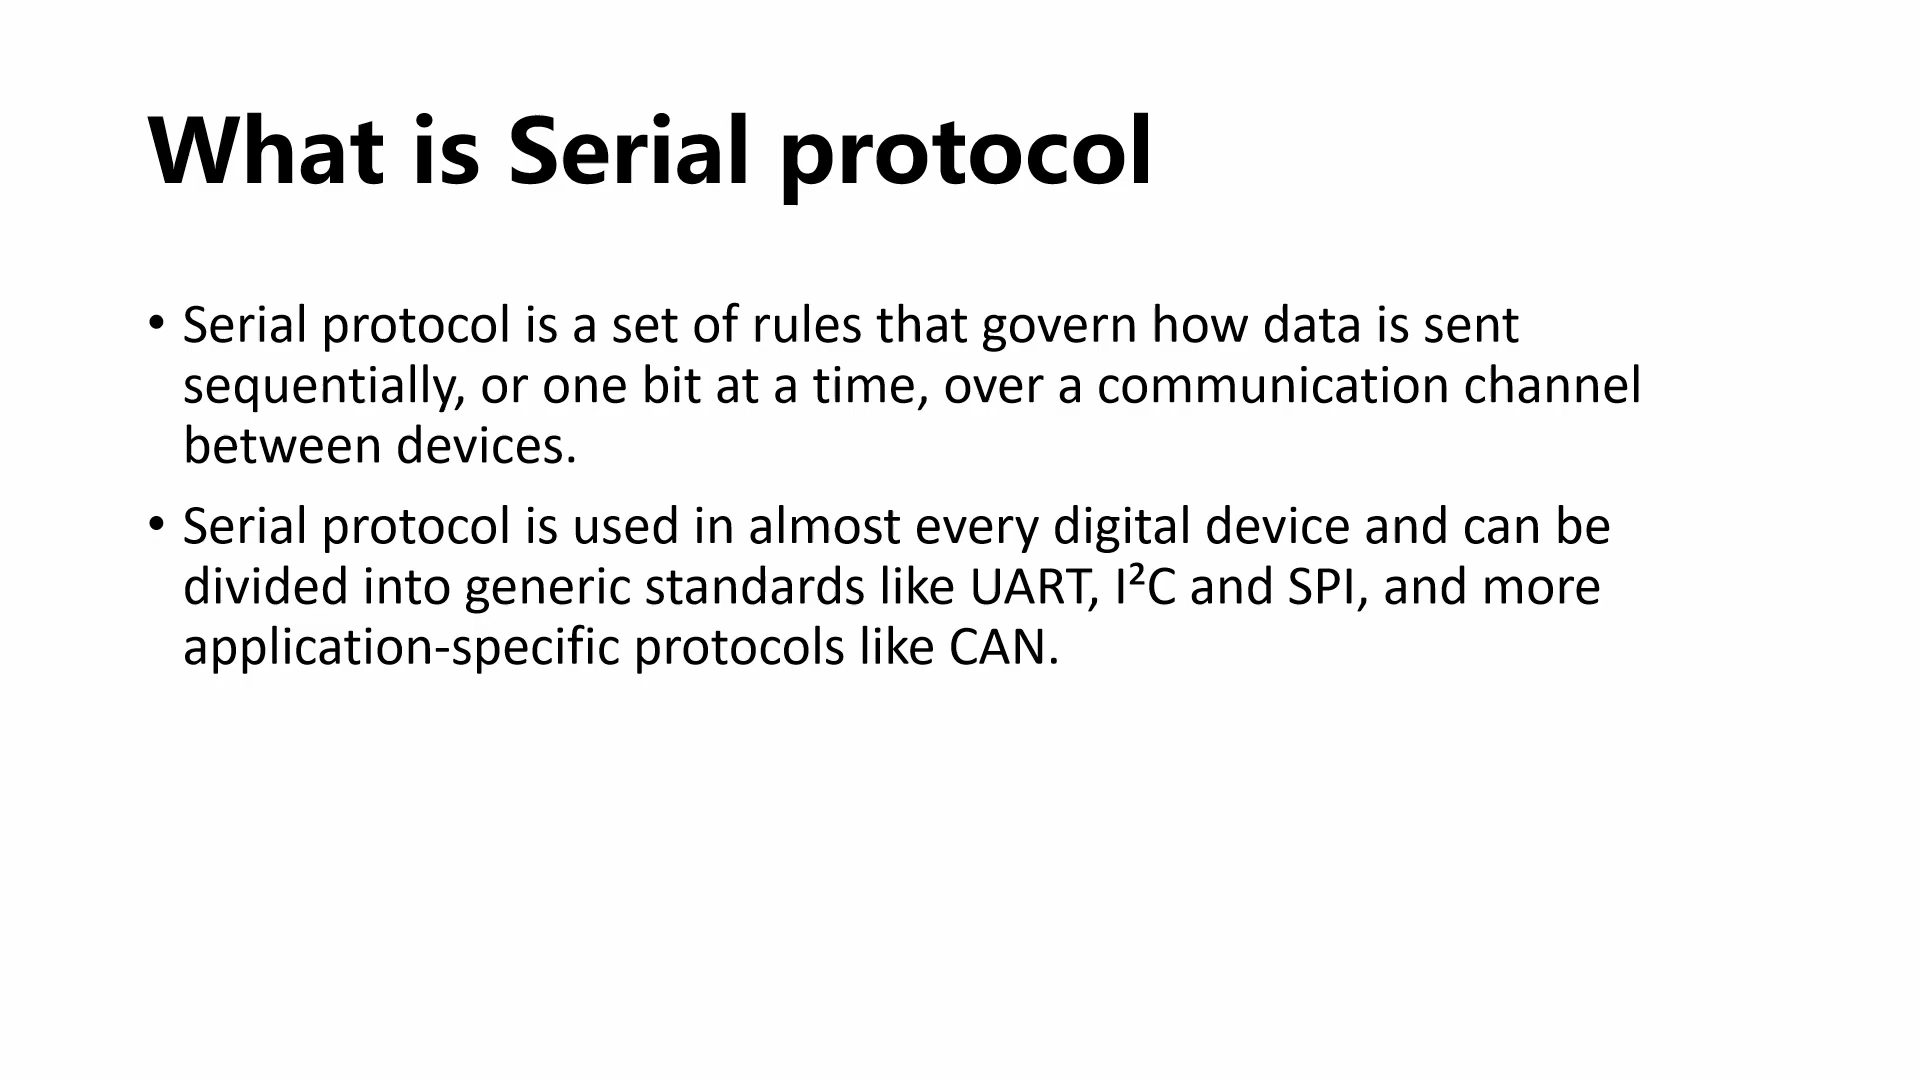 What is Serial protocol
• Serial protocol is a set of rules that govern how data is sent
sequentially, or one bit at a time, over a communication channel
between devices.
• Serial protocol is used in almost every digital device and can be
divided into generic standards like UART, I²C and SPI, and more
application-specific protocols like CAN.